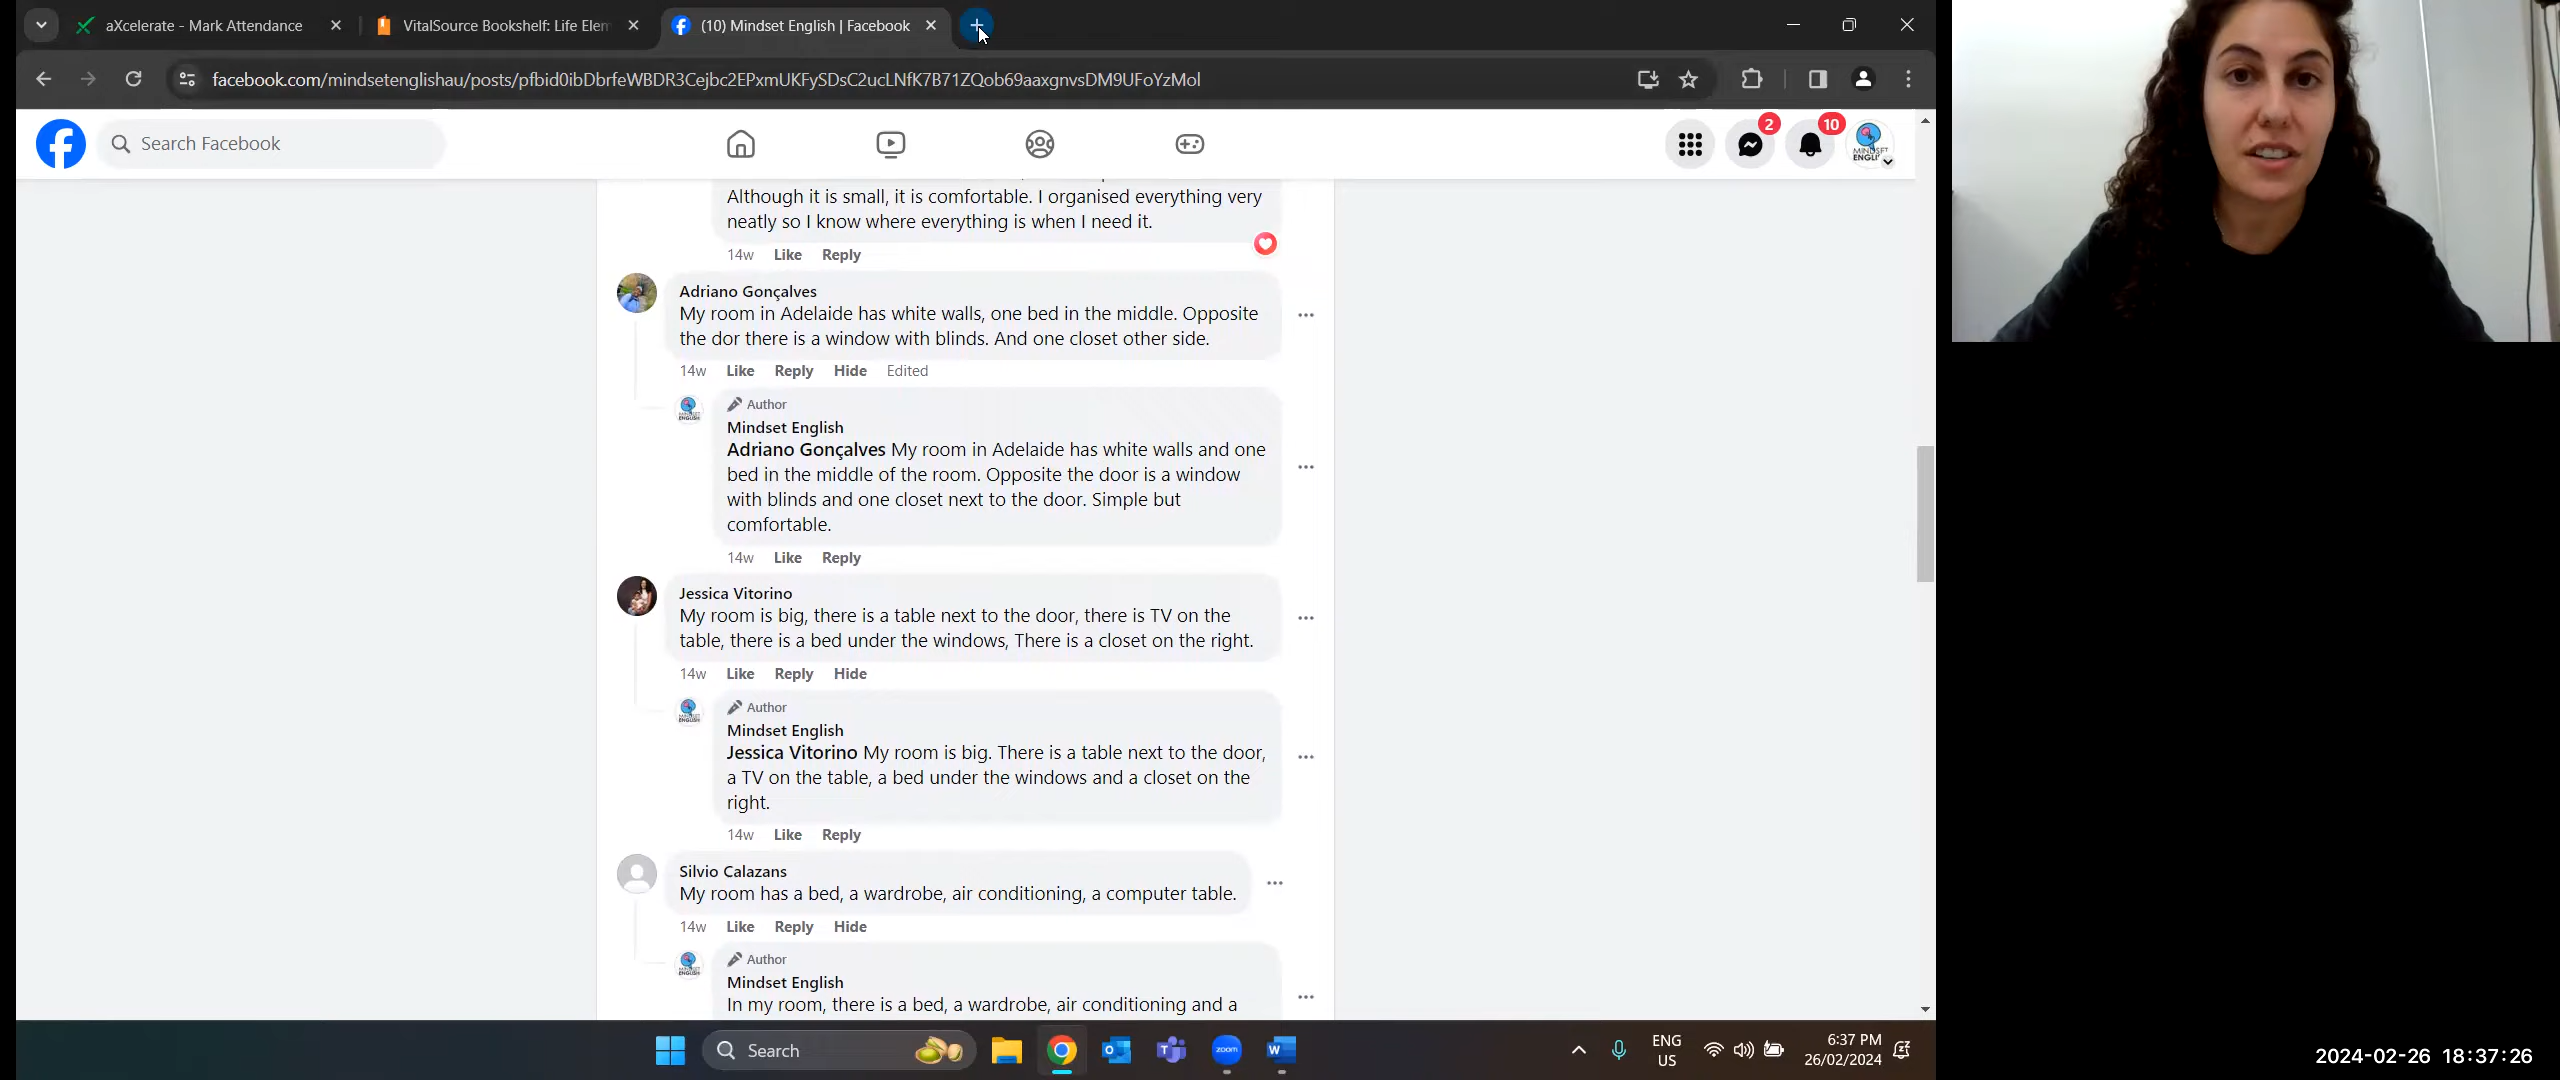 aXcelerate - Mark Attendance
VitalSource Bookshelf: Life Elem
(10) Mindset English | Facebook
facebook.com/mindsetenglishau/posts/pfbid0ibDbrfeWBDR3Cejbc2EPxmUKFySDsC2ucLNfK7B71ZQob69aaxgnvsDM9UFoYzMol
Search Facebook
2
10
MINDSET
ENGLI
Although it is small, it is comfortable. I organised everything very
neatly so I know where everything is when I need it.
14w Like Reply
Adriano Gonçalves
My room in Adelaide has white walls, one bed in the middle. Opposite
the dor there is a window with blinds. And one closet other side.
14w Like Reply Hide Edited
Author
Mindset English
Adriano Gonçalves My room in Adelaide has white walls and one
bed in the middle of the room. Opposite the door is a window
with blinds and one closet next to the door. Simple but
comfortable.
14w Like Reply
Jessica Vitorino
My room is big, there is a table next to the door, there is TV on the
table, there is a bed under the windows, There is a closet on the right.
14w Like Reply Hide
Author
Mindset English
Jessica Vitorino My room is big. There is a table next to the door,
a TV on the table, a bed under the windows and a closet on the
right.
14w Like Reply
Silvio Calazans
My room has a bed, a wardrobe, air conditioning, a computer table.
14w Like Reply Hide
Author
Mindset English
In my room, there is a bed, a wardrobe, air conditioning and a
Search
zoom
ENG
US
6:37 PM
26/02/2024
2024-02-26 18:37:26